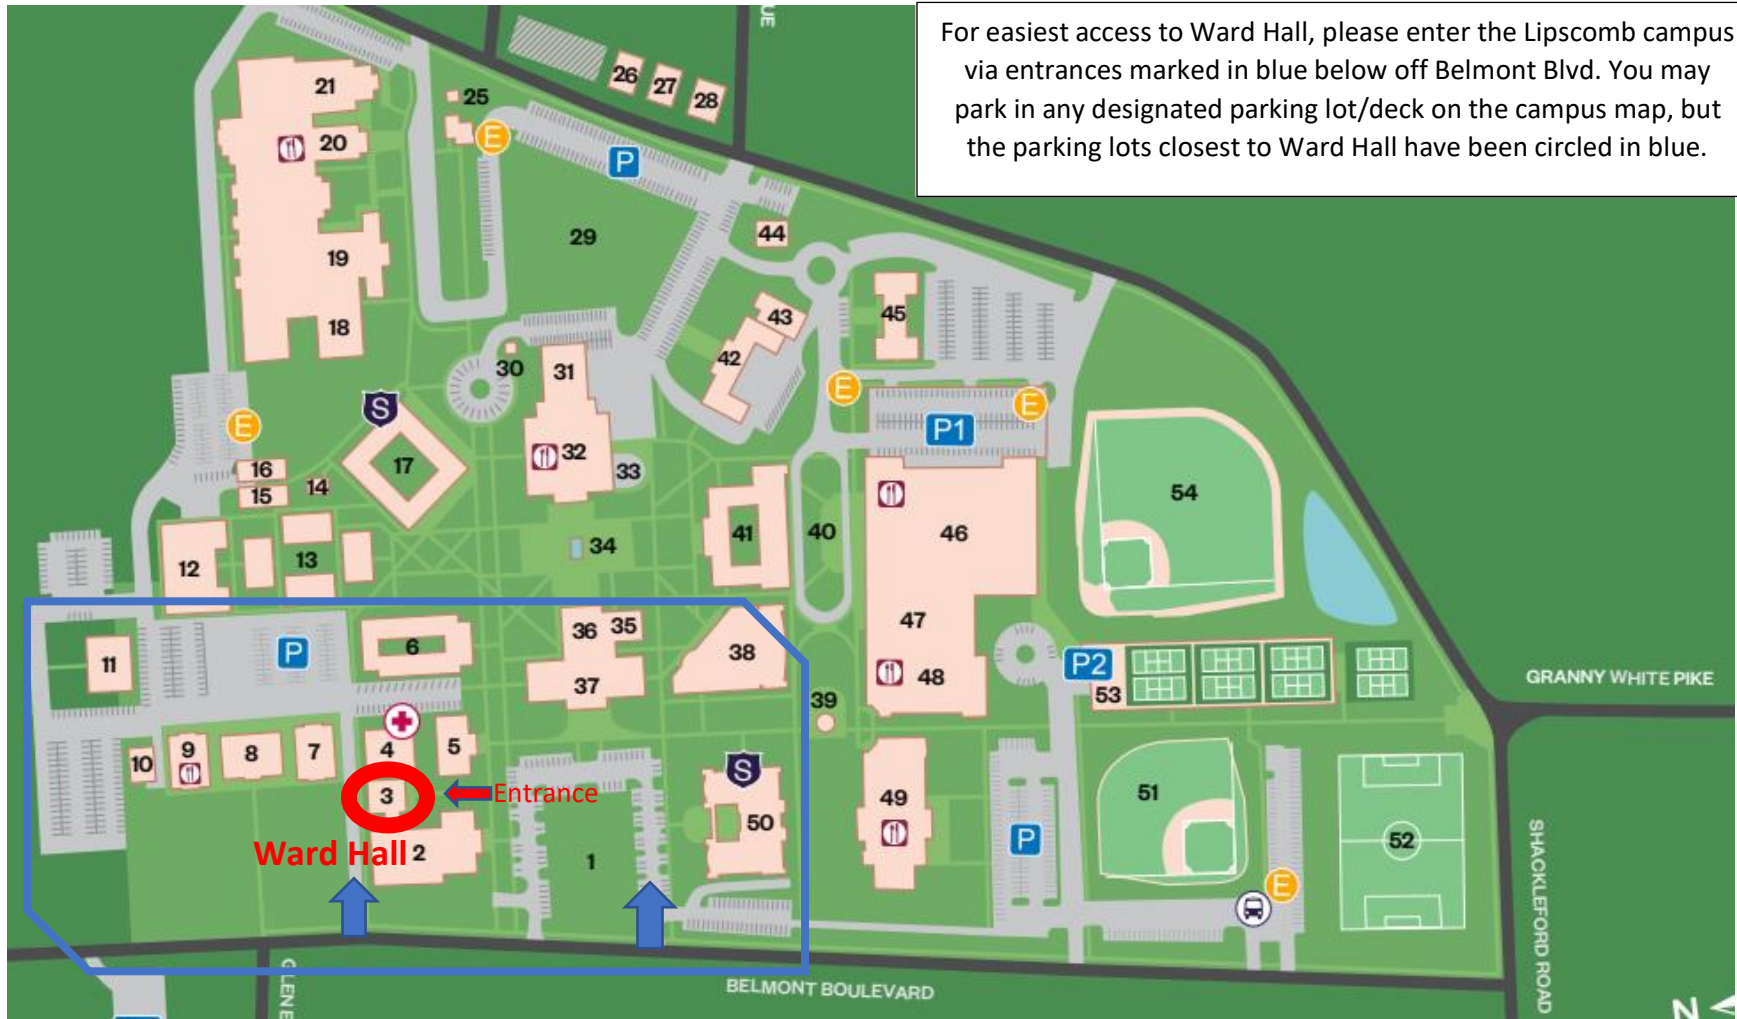 For easiest access to Ward Hall, please enter the Lipscomb campus
via entrances marked in blue below off Belmont Blvd. You may
park in any designated parking lot/deck on the campus map, but
the parking lots closest to Ward Hall have been circled in blue.
UE
26
27
28
21
25
20
E
P
29
44
19
18
43
45
42
30
31
E
E
P1
S
E
32
33
17
16
15
14
54
46
40
41
34
13
12
47
36
35
38
6
P
11
P2
48
37
53
39
GRANNY WHITE PIKE
4
5
7
8
9
10
S
3
Entrance
49
51
50
Ward Hall
2
1
P
52
E
SHACKLEFORD ROAD
GLEN E
BELMONT BOULEVARD
N